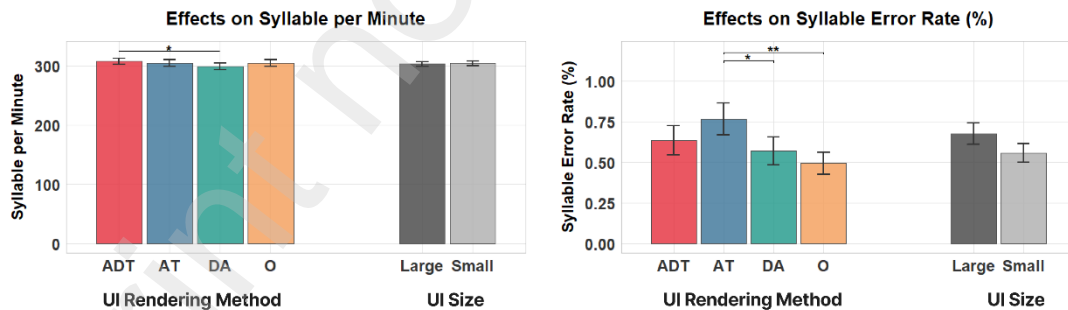 Effects on Syllable per Minute
Syllable per Minute
300
200
100
0
*
ADT AT DA O
Large Small
UI Rendering Method
UI Size
Effects on Syllable Error Rate (%)
Syllable Error Rate (%)
1.00
0.75
0.50
0.25
0.00
**
*
ADT AT DA O
Large Small
UI Rendering Method
UI Size